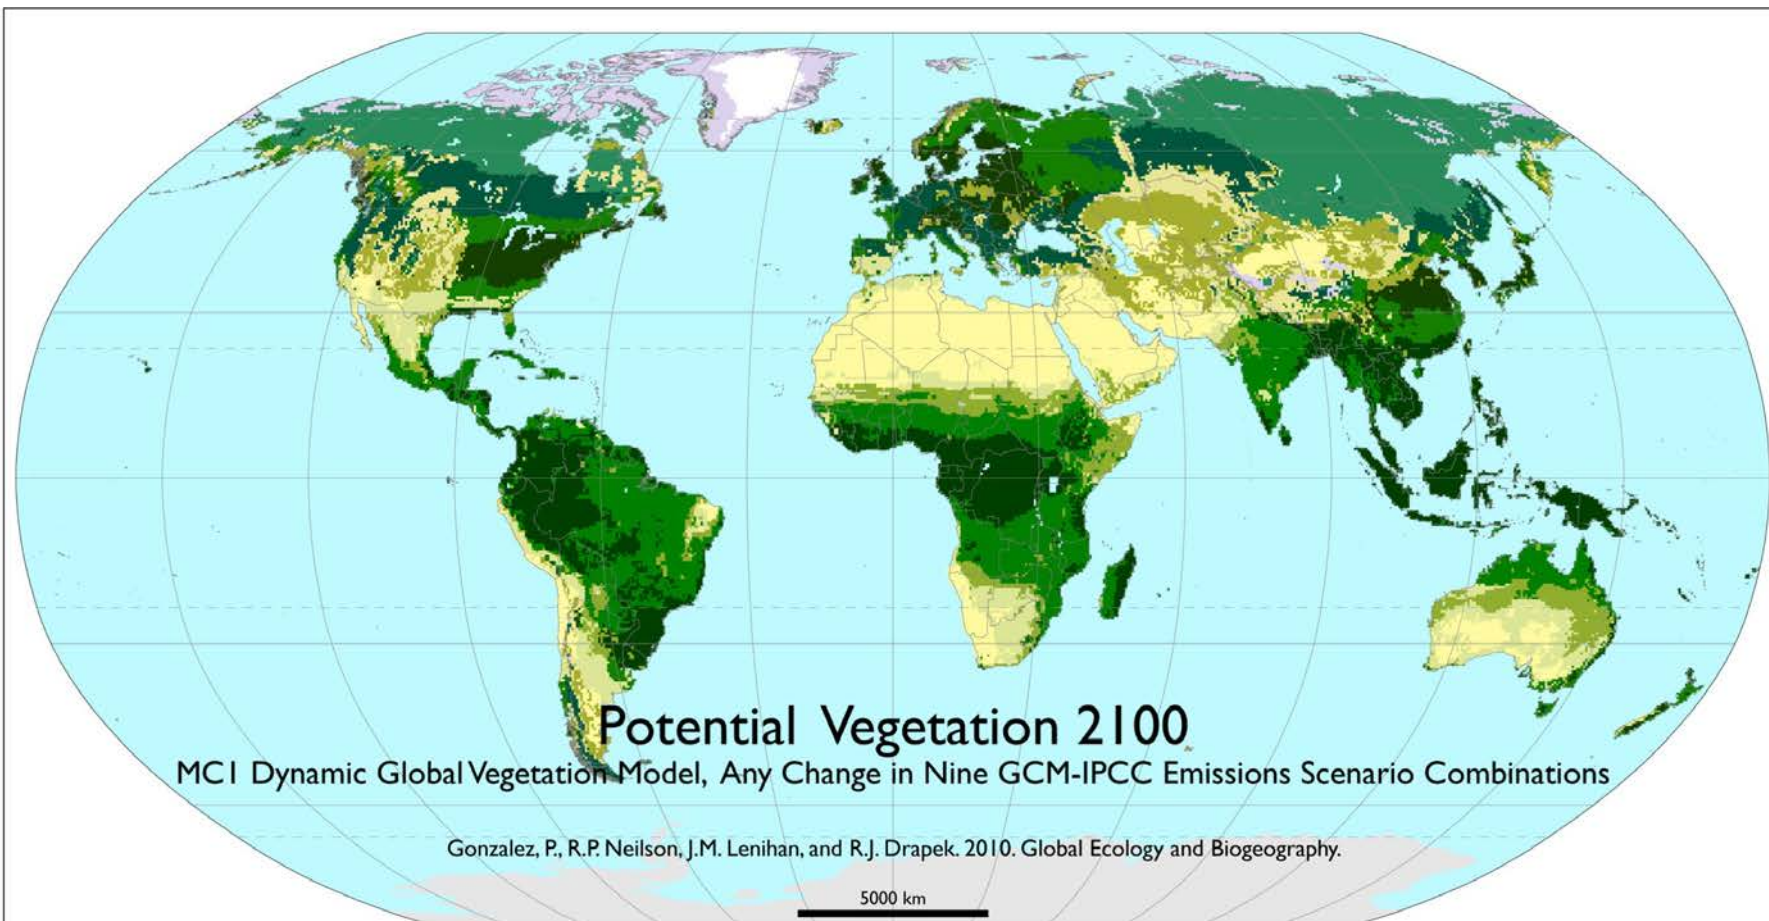 Potential Vegetation 2100
MC1 Dynamic Global Vegetation Model, Any Change in Nine GCM-IPCC Emissions Scenario Combinations
Gonzalez, P., R.P. Neilson, J.M. Lenihan, and R.J. Drapek. 2010. Global Ecology and Biogeography.
5000 km